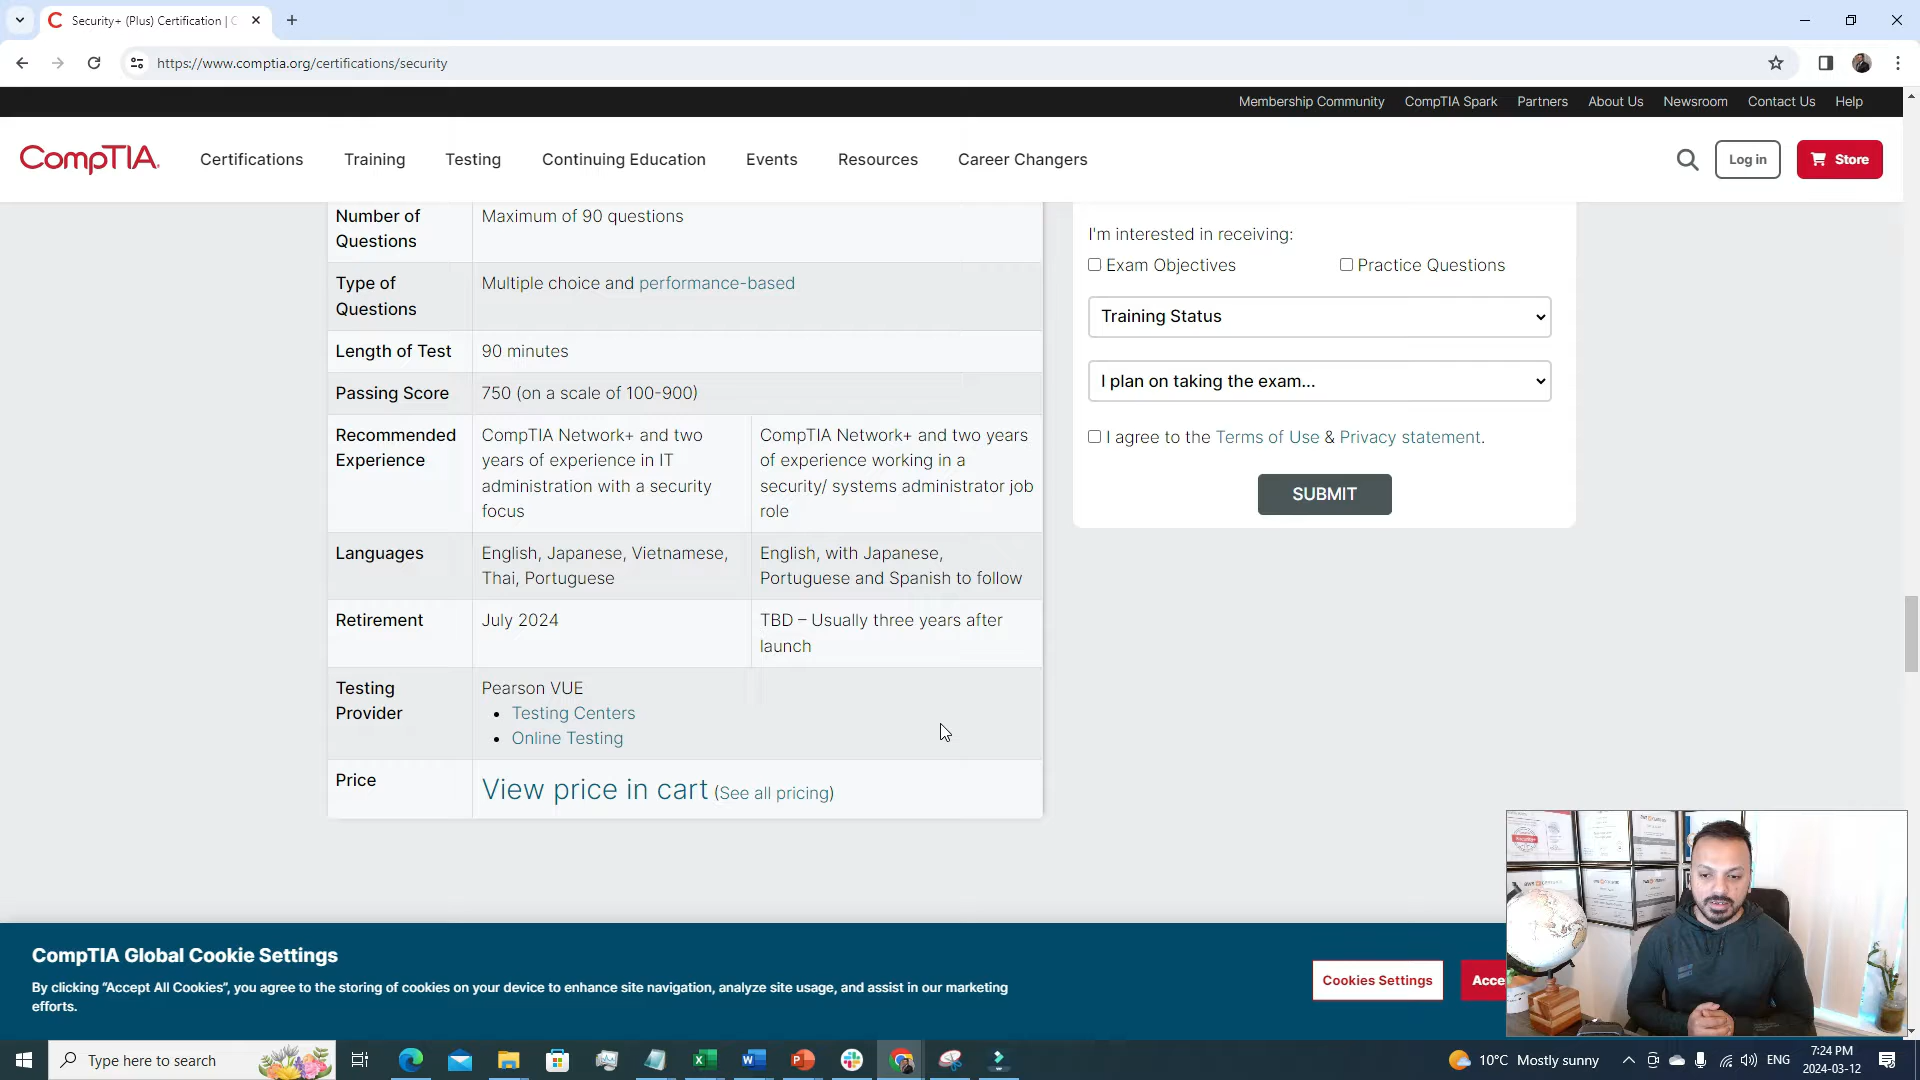 Security+ (Plus) Certification | C
https://www.comptia.org/certifications/security
Membership Community CompTIA Spark Partners About Us Newsroom Contact Us Help
CompTIA.
Certifications Training Testing Continuing Education Events Resources Career Changers
Log in
Store
Number of
Questions
Maximum of 90 questions
Type of
Questions
Multiple choice and performance-based
Length of Test
90 minutes
Passing Score
750 (on a scale of 100-900)
Recommended
Experience
CompTIA Network+ and two
years of experience in IT
administration with a security
focus
CompTIA Network+ and two years
of experience working in a
security/ systems administrator job
role
Languages
English, Japanese, Vietnamese,
Thai, Portuguese
English, with Japanese,
Portuguese and Spanish to follow
Retirement
July 2024
TBD – Usually three years after
launch
Testing
Provider
Pearson VUE
• Testing Centers
• Online Testing
Price
View price in cart (See all pricing)
I'm interested in receiving:
Exam Objectives
Practice Questions
Training Status
I plan on taking the exam...
I agree to the Terms of Use & Privacy statement.
SUBMIT
CompTIA Global Cookie Settings
By clicking “Accept All Cookies”, you agree to the storing of cookies on your device to enhance site navigation, analyze site usage, and assist in our marketing
efforts.
Cookies Settings
Acce
Type here to search
10°C Mostly sunny
ENG
7:24 PM
2024-03-12